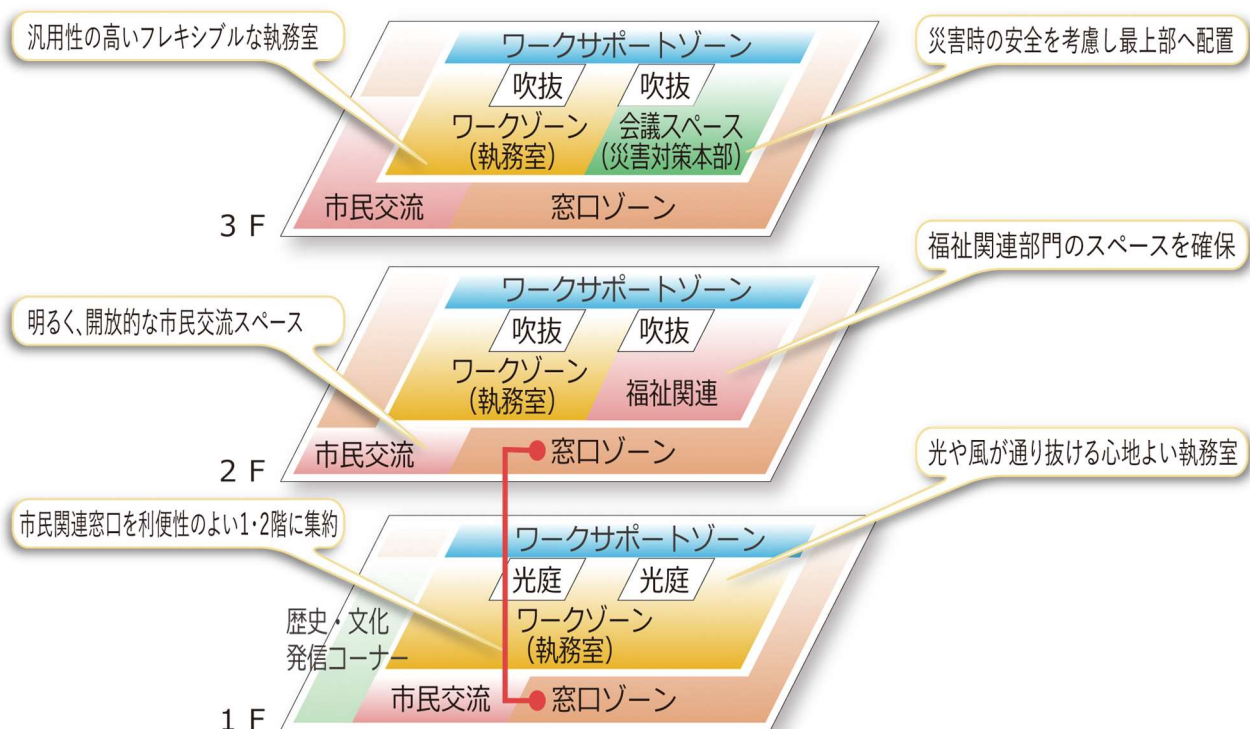 汎用性の高いフレキシブルな執務室
災害時の安全を考慮し最上部へ配置
ワークサポートゾーン
吹抜
吹抜
ワークゾーン
(執務室)
会議スペース
(災害対策本部)
市民交流
窓口ゾーン
3 F
福祉関連部門のスペースを確保
明るく、開放的な市民交流スペース
ワークサポートゾーン
吹抜
吹抜
ワークゾーン
(執務室)
福祉関連
市民交流
窓口ゾーン
2 F
光や風が通り抜ける心地よい執務室
市民関連窓口を利便性のよい1・2階に集約
ワークサポートゾーン
光庭
光庭
歴史・文化
発信コーナー
ワークゾーン
(執務室)
市民交流
窓口ゾーン
1 F